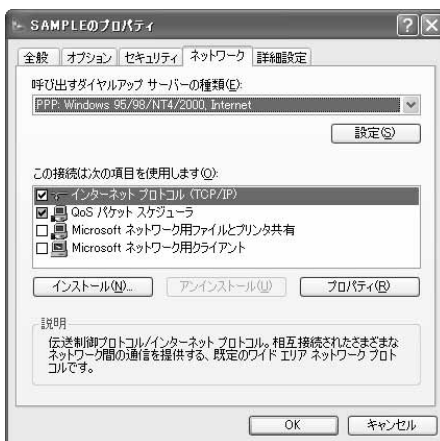 SAMPLEのプロパティ
全般 オプション セキュリティ ネットワーク 詳細設定
呼び出すダイヤルアップ サーバーの種類(E):
PPP: Windows 95/98/NT4/2000, Internet
設定(S)
この接続は次の項目を使用します(O):
インターネット プロトコル (TCP/IP)
QoS パケット スケジューラ
Microsoft ネットワーク用ファイルとプリンタ共有
Microsoft ネットワーク用クライアント
インストール(N)... アンインストール(U) プロパティ(R)
説明
伝送制御プロトコル/インターネット プロトコル。相互接続されたさまざまな
ネットワーク間の通信を提供する、既定のワイド エリア ネットワーク プロト
コルです。
OK キャンセル